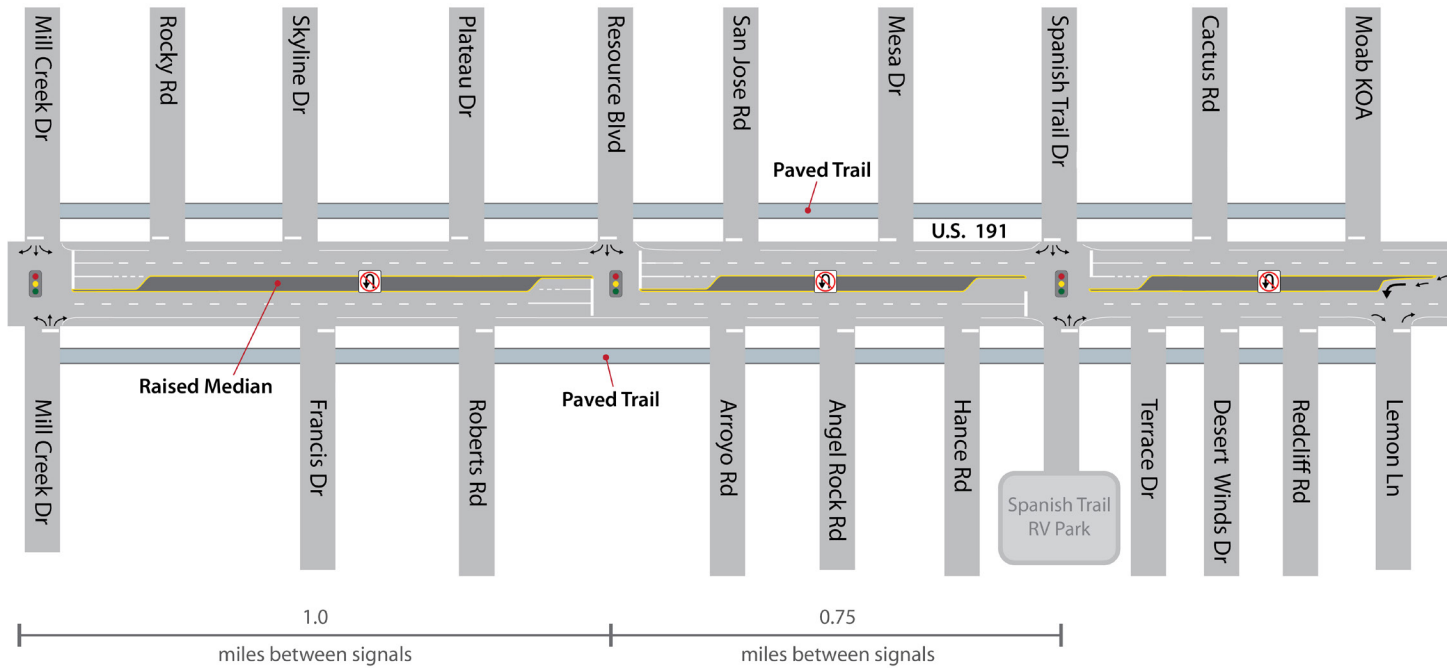 Mill Creek Dr
Rocky Rd
Skyline Dr
Plateau Dr
Resource Blvd
San Jose Rd
Mesa Dr
Spanish Trail Dr
Cactus Rd
Moab KOA
Paved Trail
U.S. 191
Raised Median
Paved Trail
Mill Creek Dr
Francis Dr
Roberts Rd
Arroyo Rd
Angel Rock Rd
Hance Rd
Spanish Trail
RV Park
Terrace Dr
Desert Winds Dr
Redcliff Rd
Lemon Ln
1.0
miles between signals
0.75
miles between signals